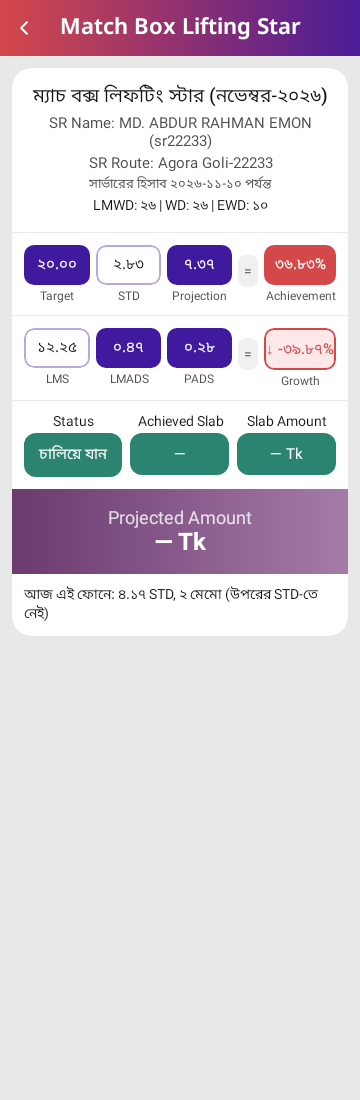 Match Box Lifting Star
ম্যাচ বক্স লিফটিং স্টার (নভেম্বর-২০২৬)
SR Name: MD. ABDUR RAHMAN EMON
(sr22233)
SR Route: Agora Goli-22233
সার্ভারের হিসাব ২০২৬-১১-১০ পর্যন্ত
LMWD: ২৬ | WD: ২৬ | EWD: ১০
২০.০০ ২.৮৩ ৭.৩৭ = ৩৬.৮৩%
Target STD Projection Achievement
১২.২৫ ০.৪৭ ০.২৮ = ↓ -৩৯.৮৭%
LMS LMADS PADS Growth
Status Achieved Slab Slab Amount
চালিয়ে যান – – Tk
Projected Amount
– Tk
আজ এই ফোনে: ৪.১৭ STD, ২ মেমো (উপরের STD-তে
নেই)